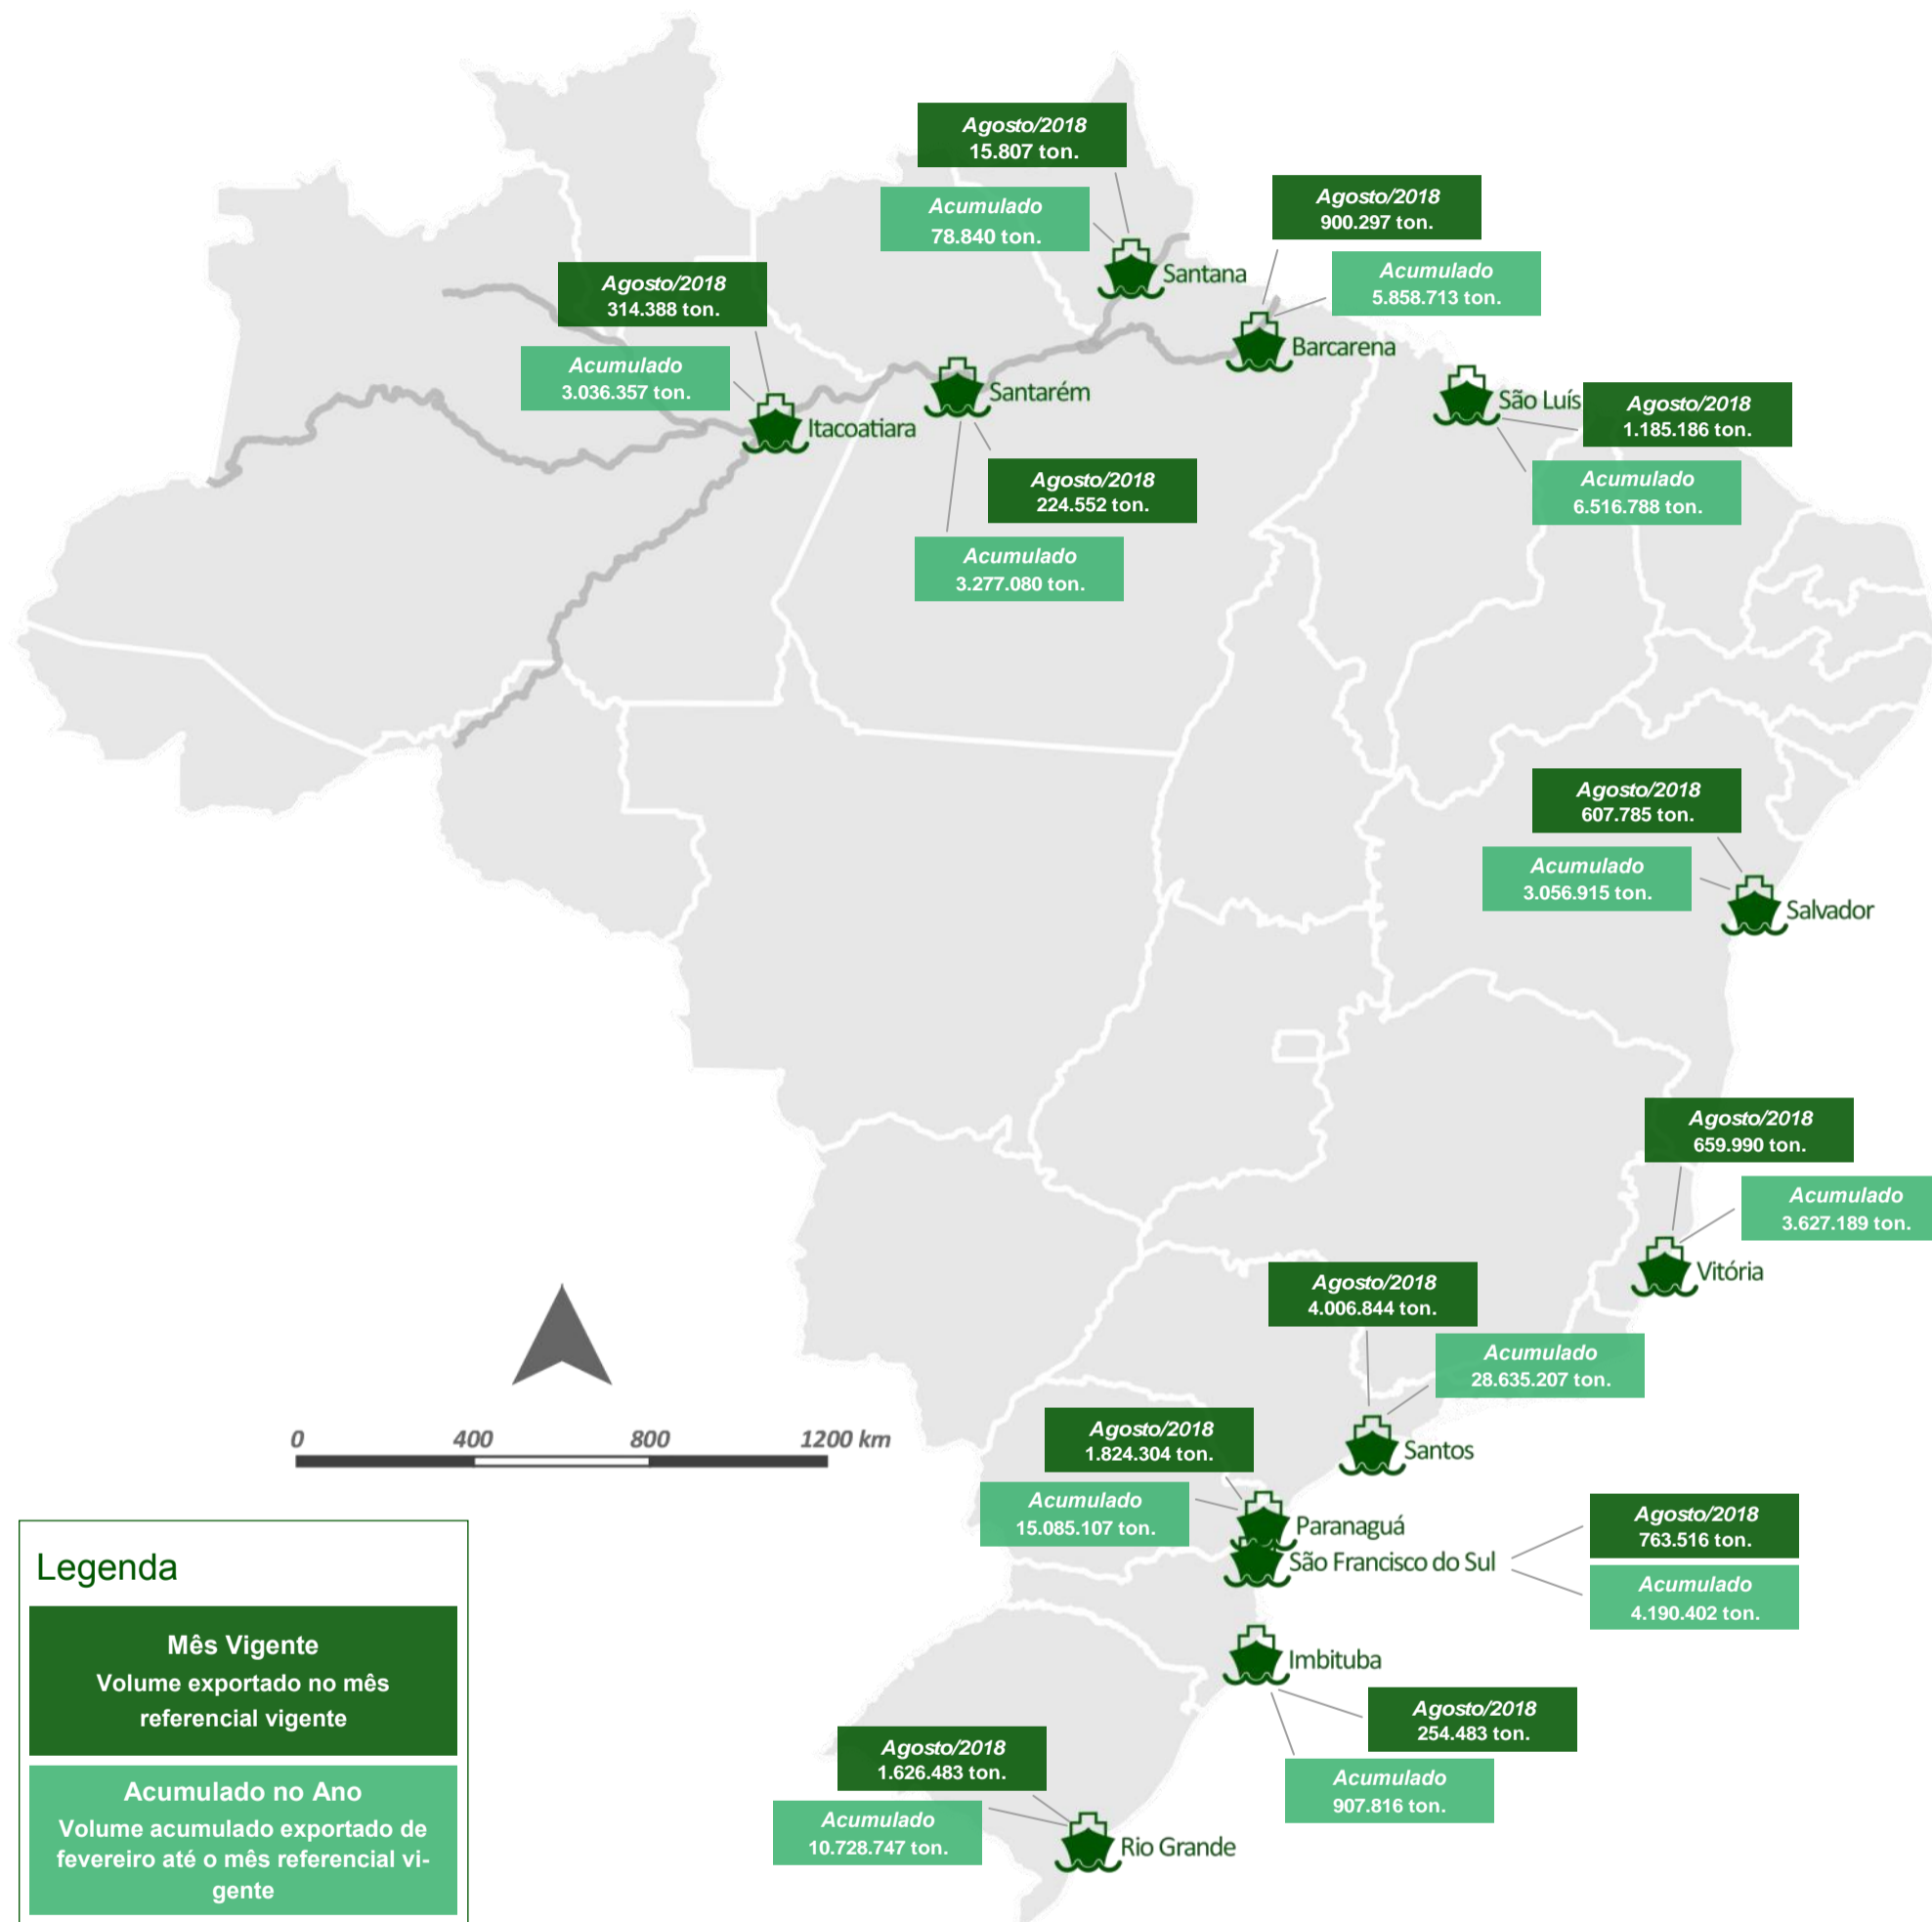 Agosto/2018
15.807 ton.
Acumulado
78.840 ton.
Santana
Agosto/2018
900.297 ton.
Acumulado
5.858.713 ton.
Barcarena
Agosto/2018
314.388 ton.
Acumulado
3.036.357 ton.
Itacoatiara
Santarém
Agosto/2018
224.552 ton.
Acumulado
3.277.080 ton.
São Luís
Agosto/2018
1.185.186 ton.
Acumulado
6.516.788 ton.
Agosto/2018
607.785 ton.
Acumulado
3.056.915 ton.
Salvador
Agosto/2018
659.990 ton.
Acumulado
3.627.189 ton.
Vitória
Agosto/2018
4.006.844 ton.
Acumulado
28.635.207 ton.
Santos
Agosto/2018
1.824.304 ton.
Acumulado
15.085.107 ton.
Paranaguá
São Francisco do Sul
Agosto/2018
763.516 ton.
Acumulado
4.190.402 ton.
Imbituba
Agosto/2018
254.483 ton.
Acumulado
907.816 ton.
Agosto/2018
1.626.483 ton.
Acumulado
10.728.747 ton.
Rio Grande
0 400 800 1200 km
Legenda
Mês Vigente
Volume exportado no mês
referencial vigente
Acumulado no Ano
Volume acumulado exportado de
fevereiro até o mês referencial vi-
gente